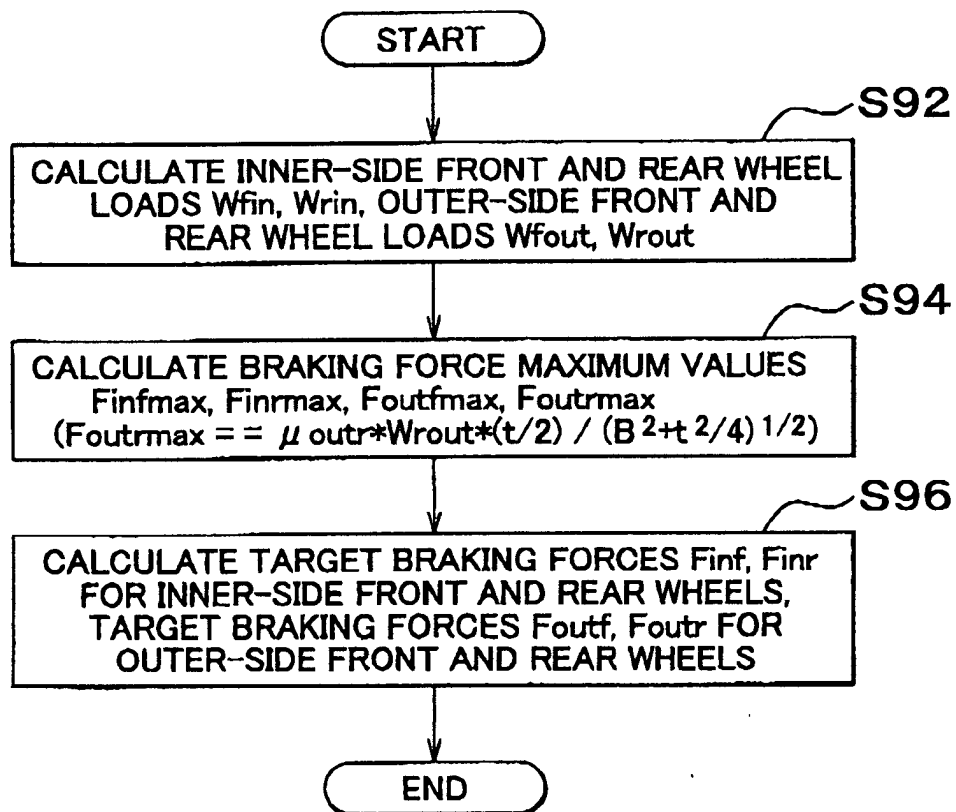 START
S92
CALCULATE INNER-SIDE FRONT AND REAR WHEEL
LOADS Wfin, Wrin, OUTER-SIDE FRONT AND
REAR WHEEL LOADS Wfout, Wrout
S94
CALCULATE BRAKING FORCE MAXIMUM VALUES
Finfmax, Finrmax, Foutfmax, Foutrmax
(Foutrmax = = μ outr*Wrout*(t/2) / (B ²+t ²/4) 1/2)
S96
CALCULATE TARGET BRAKING FORCES Finf, Finr
FOR INNER-SIDE FRONT AND REAR WHEELS,
TARGET BRAKING FORCES Foutf, Foutr FOR
OUTER-SIDE FRONT AND REAR WHEELS
END